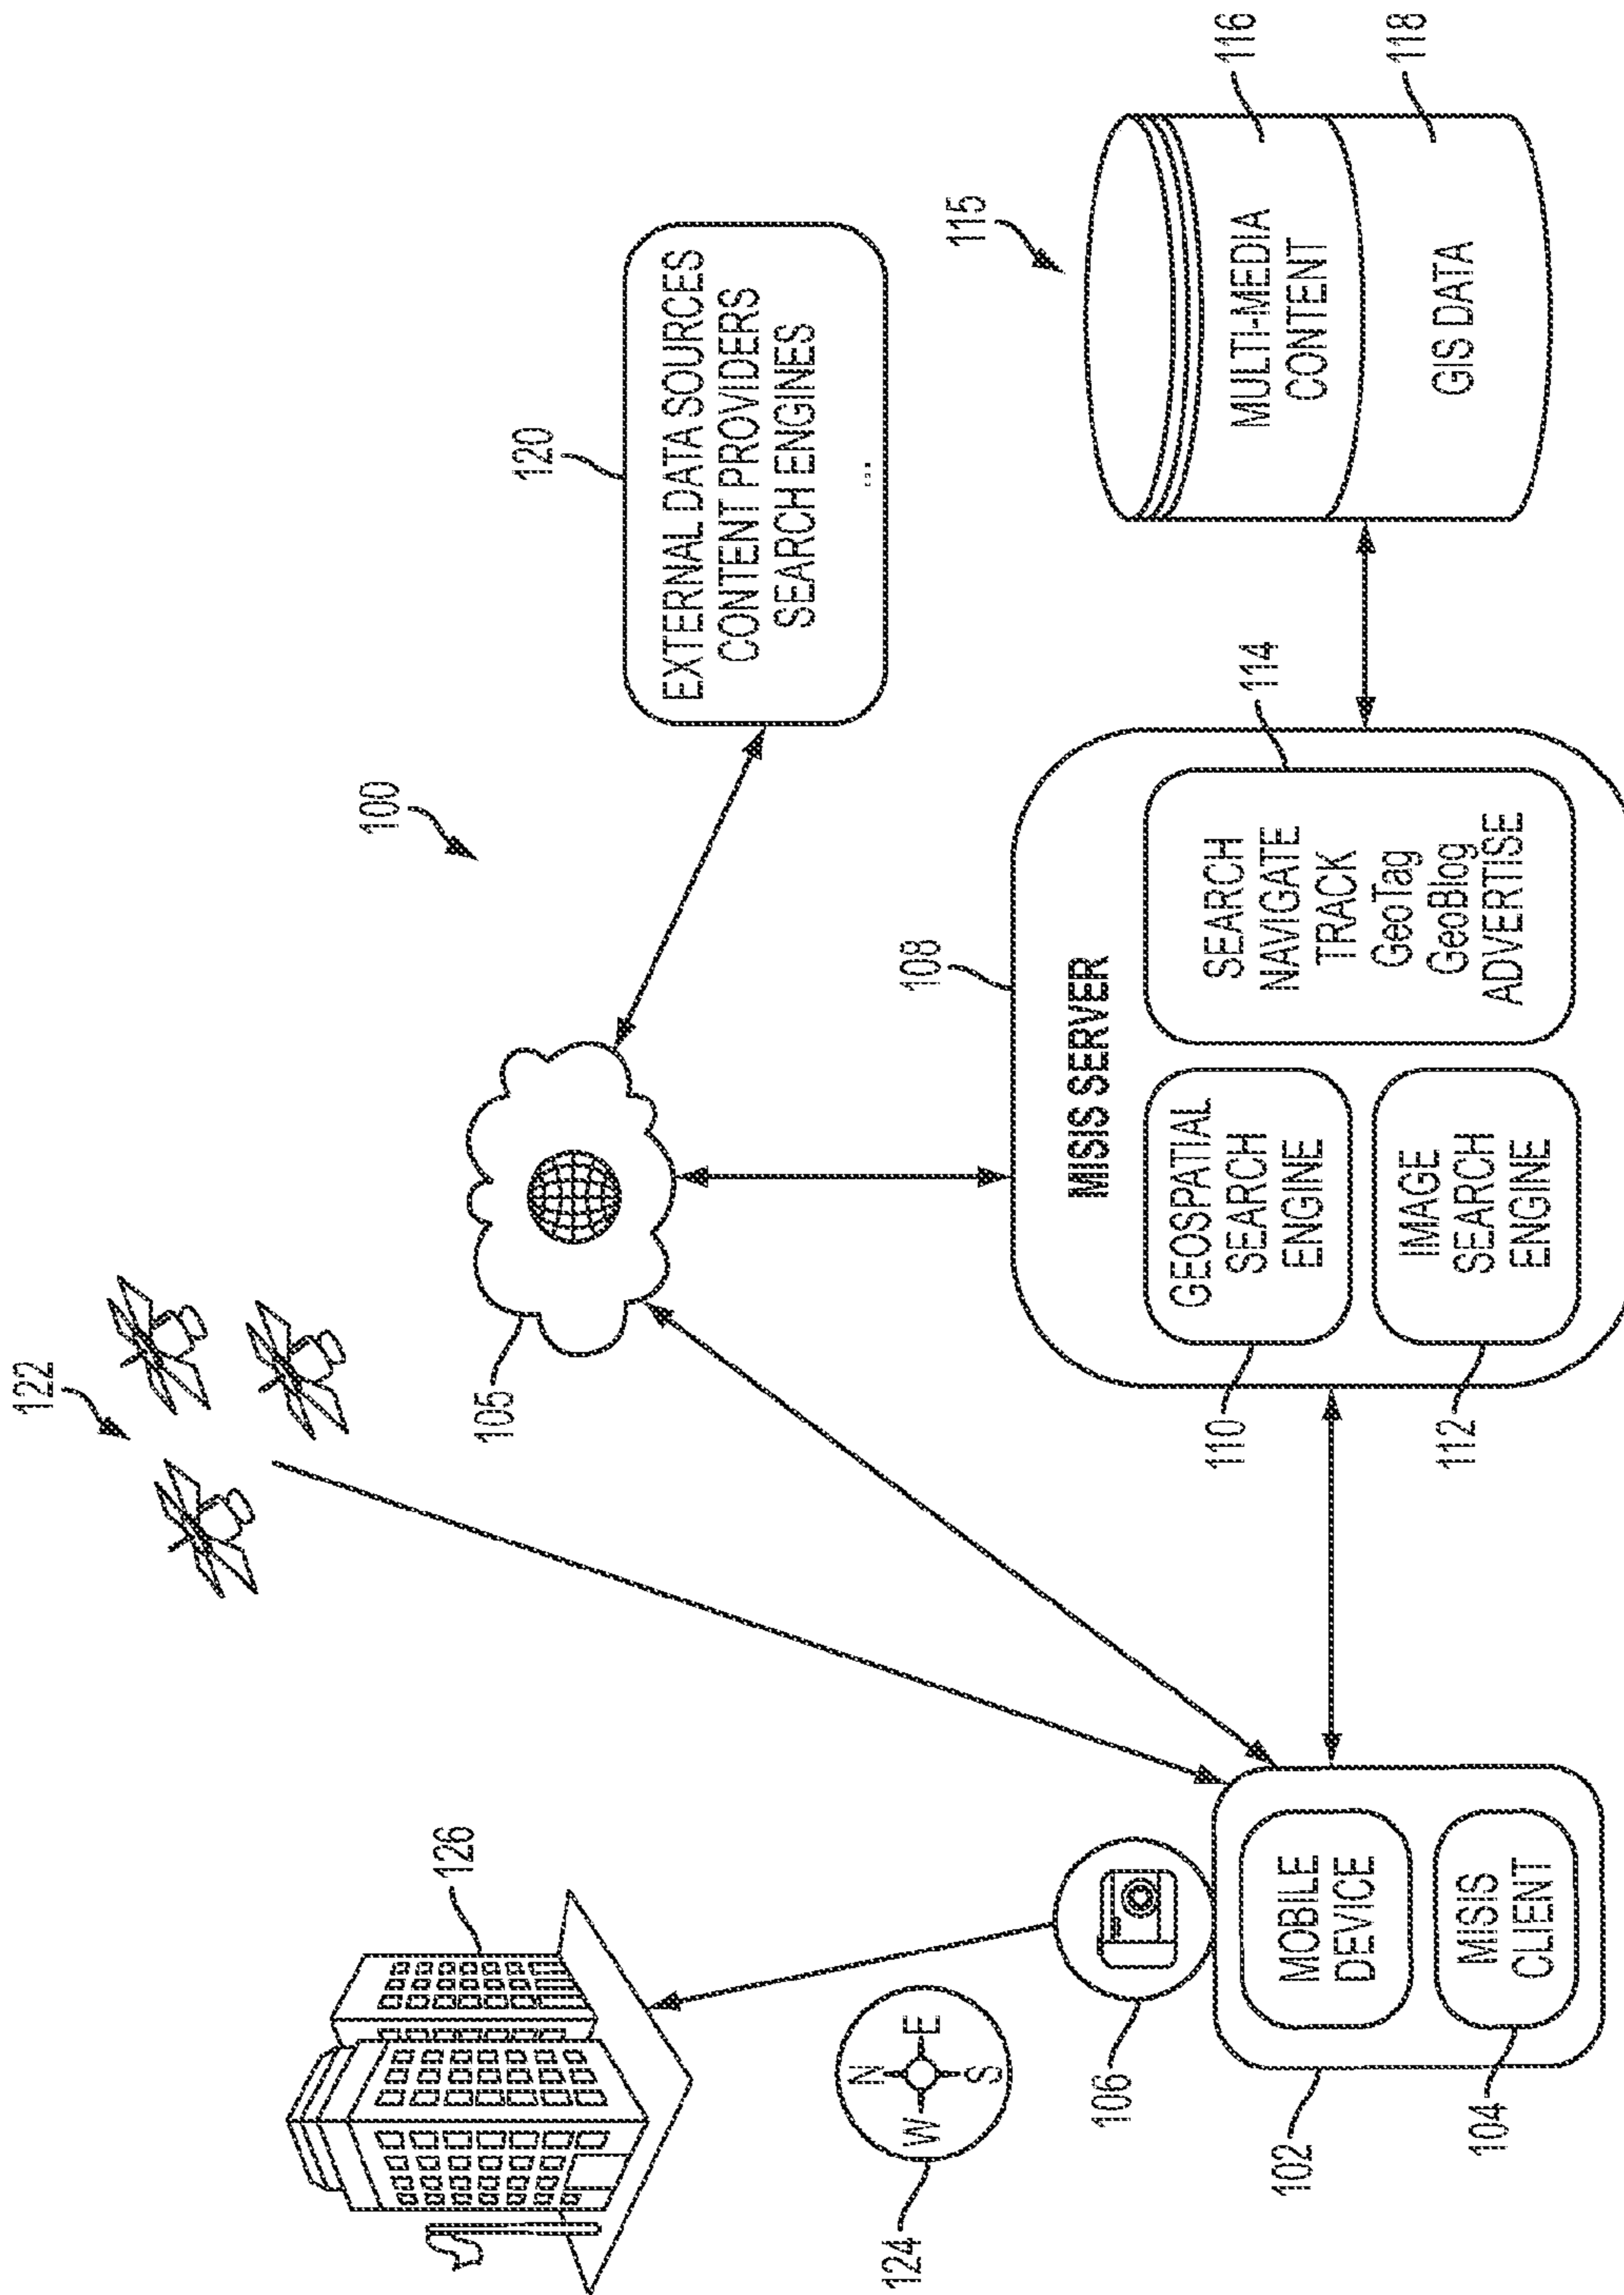 122
100
120
EXTERNAL DATA SOURCES
CONTENT PROVIDERS
SEARCH ENGINES
...
105
126
N
W E
S
124
106
108
MISIS SERVER
115
GEOSPATIAL
SEARCH
ENGINE
110
IMAGE
SEARCH
ENGINE
112
114
SEARCH
NAVIGATE
TRACK
GeoTag
GeoBlog
ADVERTISE
MULTI-MEDIA
CONTENT
116
GIS DATA
118
MOBILE
DEVICE
102
MISIS
CLIENT
104